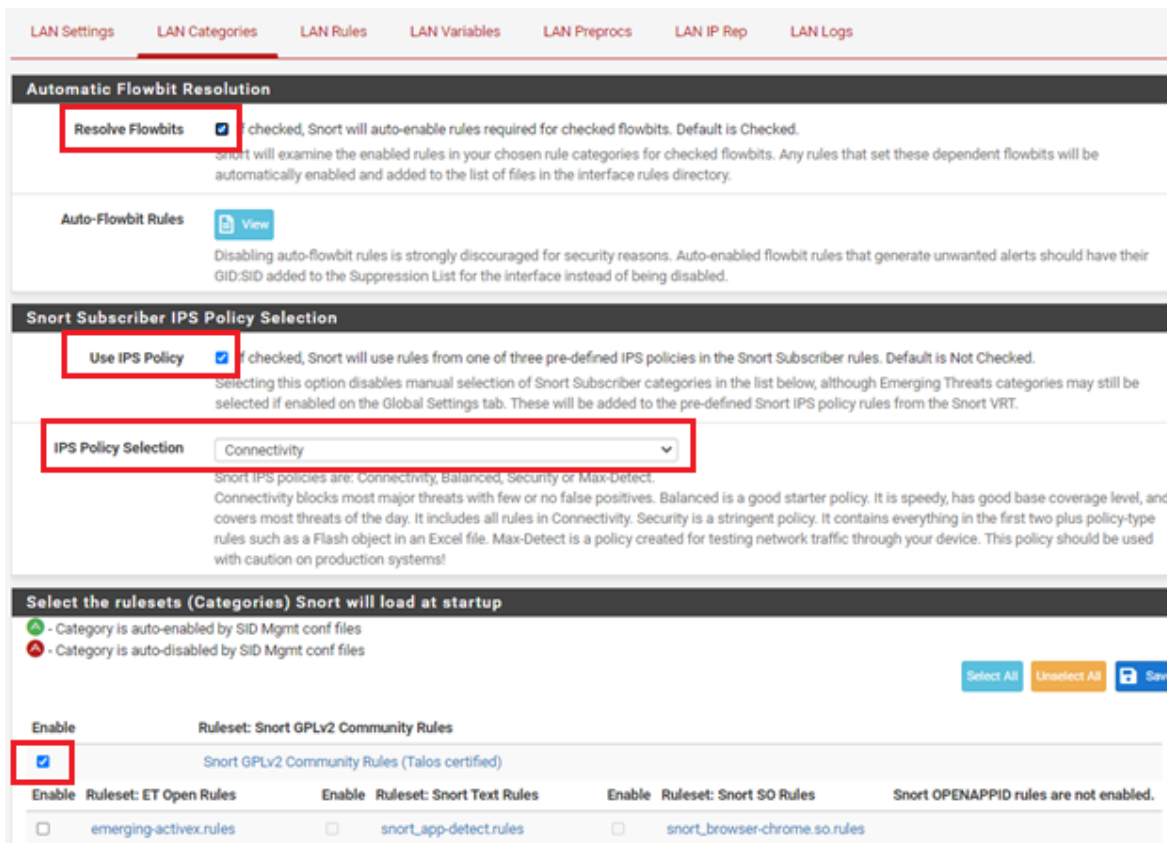 LAN Settings LAN Categories LAN Rules LAN Variables LAN Preprocs LAN IP Rep LAN Logs
Automatic Flowbit Resolution
Resolve Flowbits f checked, Snort will auto-enable rules required for checked flowbits. Default is Checked.
Snort will examine the enabled rules in your chosen rule categories for checked flowbits. Any rules that set these dependent flowbits will be
automatically enabled and added to the list of files in the interface rules directory.
Auto-Flowbit Rules View
Disabling auto-flowbit rules is strongly discouraged for security reasons. Auto-enabled flowbit rules that generate unwanted alerts should have their
GID:SID added to the Suppression List for the interface instead of being disabled.
Snort Subscriber IPS Policy Selection
Use IPS Policy f checked, Snort will use rules from one of three pre-defined IPS policies in the Snort Subscriber rules. Default is Not Checked.
Selecting this option disables manual selection of Snort Subscriber categories in the list below, although Emerging Threats categories may still be
selected if enabled on the Global Settings tab. These will be added to the pre-defined Snort IPS policy rules from the Snort VRT.
IPS Policy Selection Connectivity
Snort IPS policies are: Connectivity, Balanced, Security or Max-Detect.
Connectivity blocks most major threats with few or no false positives. Balanced is a good starter policy. It is speedy, has good base coverage level, and
covers most threats of the day. It includes all rules in Connectivity. Security is a stringent policy. It contains everything in the first two plus policy-type
rules such as a Flash object in an Excel file. Max-Detect is a policy created for testing network traffic through your device. This policy should be used
with caution on production systems!
Select the rulesets (Categories) Snort will load at startup
- Category is auto-enabled by SID Mgmt conf files
- Category is auto-disabled by SID Mgmt conf files
Select All Unselect All Sav
Enable Ruleset: Snort GPLv2 Community Rules
Snort GPLv2 Community Rules (Talos certified)
Enable Ruleset: ET Open Rules Enable Ruleset: Snort Text Rules Enable Ruleset: Snort SO Rules Snort OPENAPPID rules are not enabled.
emerging-activex.rules snort_app-detect.rules snort_browser-chrome.so.rules